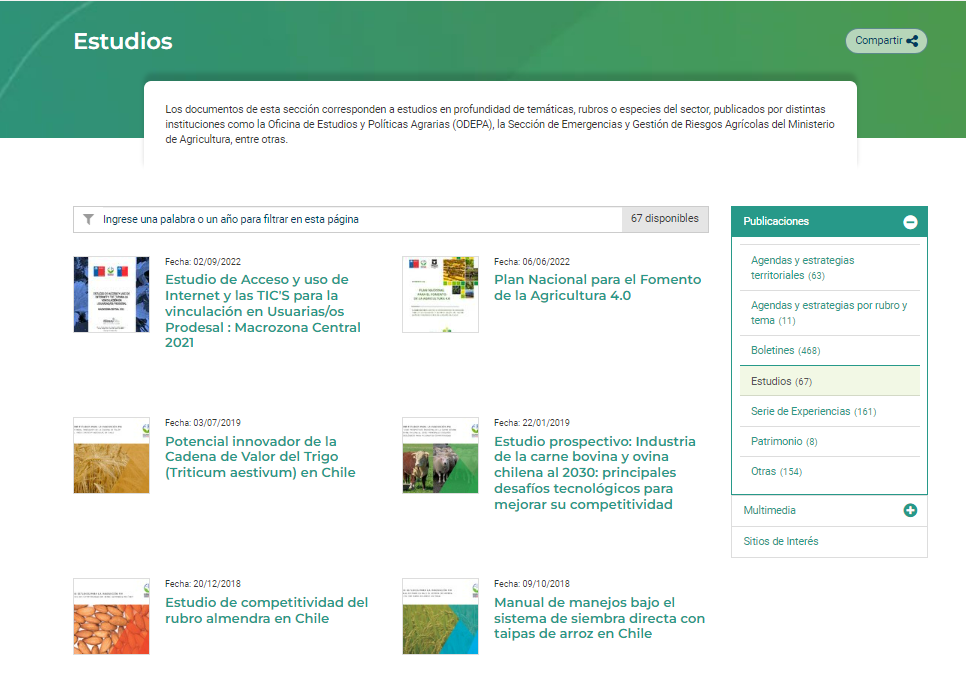 Estudios
Compartir
Los documentos de esta sección corresponden a estudios en profundidad de temáticas, rubros o especies del sector, publicados por distintas
instituciones como la Oficina de Estudios y Políticas Agrarias (ODEPA), la Sección de Emergencias y Gestión de Riesgos Agrícolas del Ministerio
de Agricultura, entre otras.
Ingrese una palabra o un año para filtrar en esta página
67 disponibles
Fecha: 02/09/2022
Estudio de Acceso y uso de
Internet y las TIC'S para la
vinculación en Usuarias/os
Prodesal : Macrozona Central
2021
Fecha: 06/06/2022
Plan Nacional para el Fomento
de la Agricultura 4.0
Fecha: 03/07/2019
Potencial innovador de la
Cadena de Valor del Trigo
(Triticum aestivum) en Chile
Fecha: 22/01/2019
Estudio prospectivo: Industria
de la carne bovina y ovina
chilena al 2030: principales
desafíos tecnológicos para
mejorar su competitividad
Fecha: 20/12/2018
Estudio de competitividad del
rubro almendra en Chile
Fecha: 09/10/2018
Manual de manejos bajo el
sistema de siembra directa con
taipas de arroz en Chile
Publicaciones
Agendas y estrategias
territoriales (63)
Agendas y estrategias por rubro y
tema (11)
Boletines (468)
Estudios (67)
Serie de Experiencias (161)
Patrimonio (8)
Otras (154)
Multimedia
Sitios de Interés